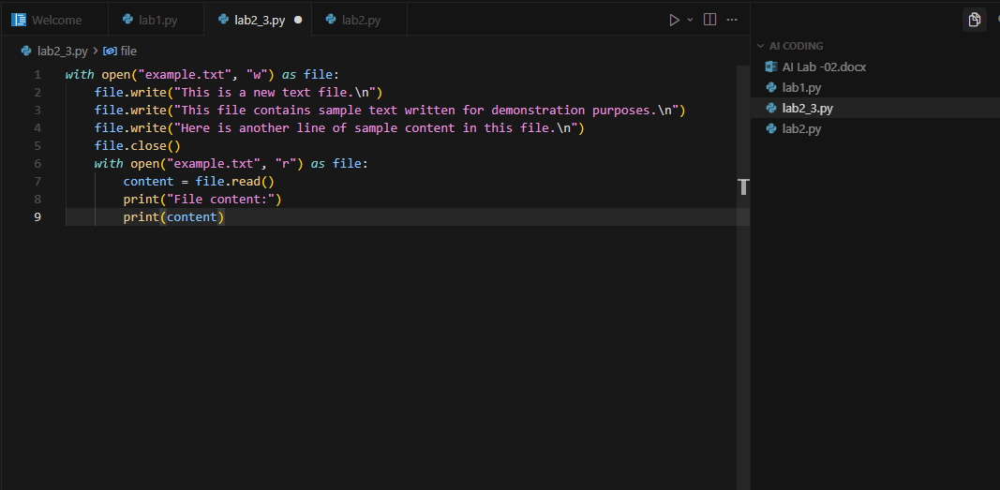 Welcome
lab1.py
lab2_3.py
lab2.py
lab2_3.py > file
1 with open("example.txt", "w") as file:
2     file.write("This is a new text file.\n")
3     file.write("This file contains sample text written for demonstration purposes.\n")
4     file.write("Here is another line of sample content in this file.\n")
5     file.close()
6     with open("example.txt", "r") as file:
7         content = file.read()
8         print("File content:")
9         print(content)
AI CODING
AI Lab -02.docx
lab1.py
lab2_3.py
lab2.py